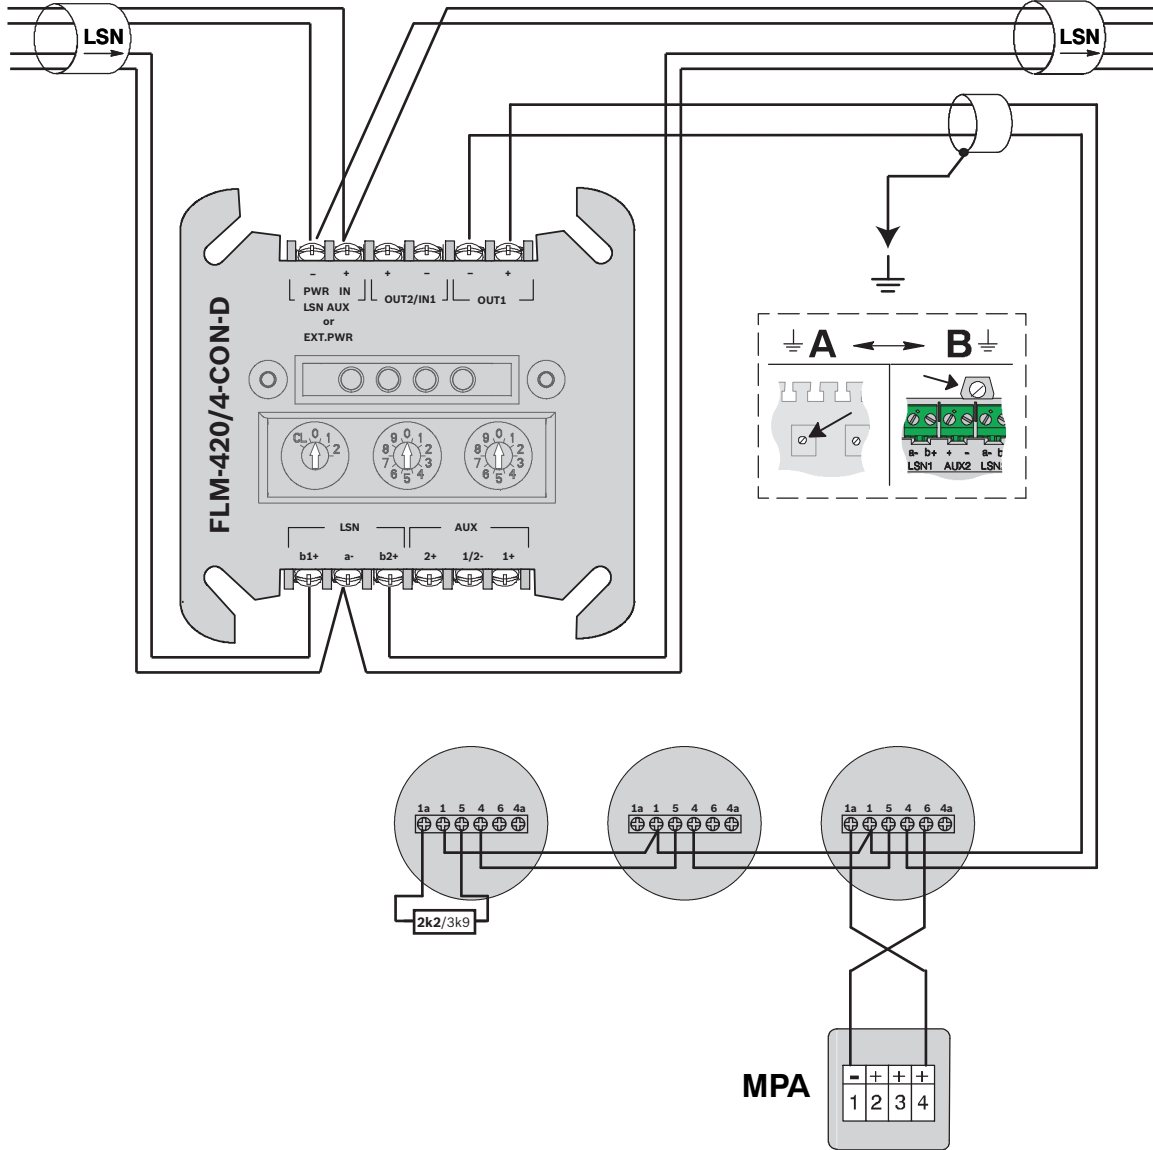 LSN
LSN
– + + – – +
PWR IN
LSN AUX
or
EXT.PWR
OUT2/IN1
OUT1
FLM-420/4-CON-D
CL 0 1 2
0 1 2 3 4 5 6 7 8 9
0 1 2 3 4 5 6 7 8 9
LSN AUX
b1+ a- b2+ 2+ 1/2- 1+
A B
a- b+ + - a- b
LSN1 AUX2 LSN
1a 1 5 4 6 4a
1a 1 5 4 6 4a
1a 1 5 4 6 4a
2k2/3k9
MPA
- + + +
1 2 3 4